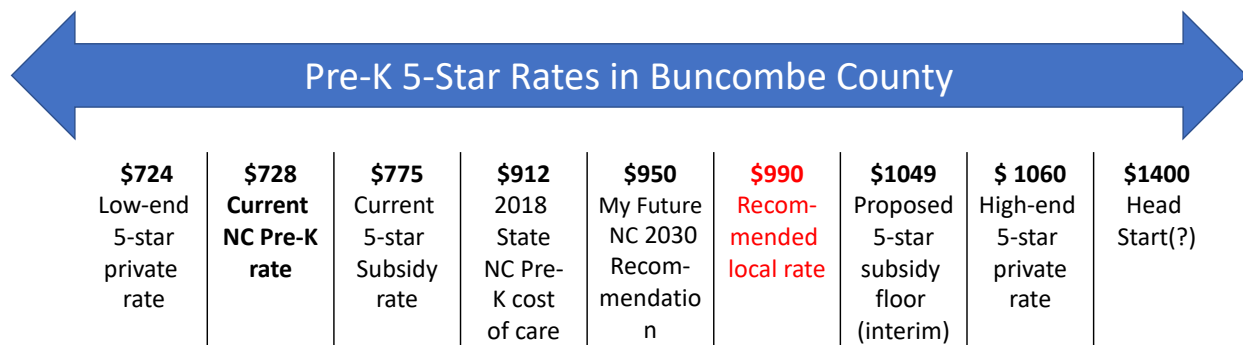 Pre-K 5-Star Rates in Buncombe County
$724
Low-end
5-star
private
rate
$728
Current
NC Pre-K
rate
$775
Current
5-star
Subsidy
rate
$912
2018
State
NC Pre-
K cost
of care
$950
My Future
NC 2030
Recom-
mendatio
n
$990
Recom-
mended
local rate
$1049
Proposed
5-star
subsidy
floor
(interim)
$ 1060
High-end
5-star
private
rate
$1400
Head
Start(?)